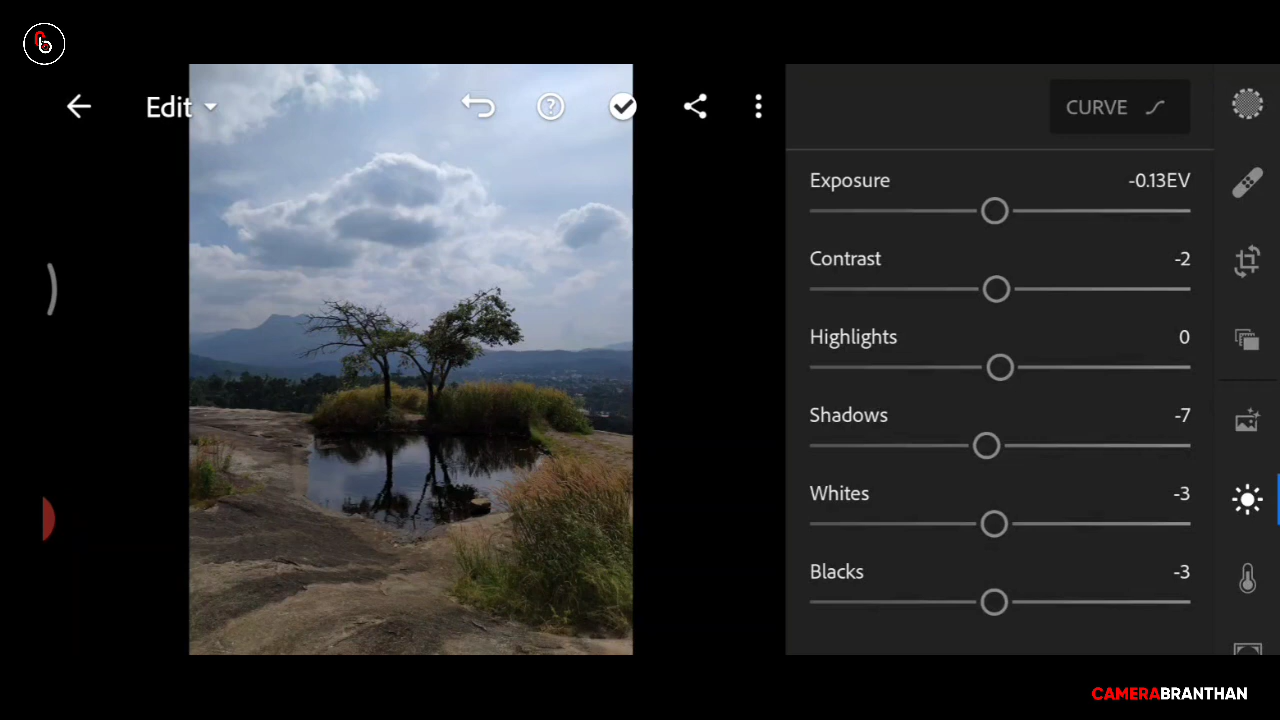 Edit
CURVE
Exposure -0.13EV
Contrast -2
Highlights 0
Shadows -7
Whites -3
Blacks -3
CAMERABRANTHAN